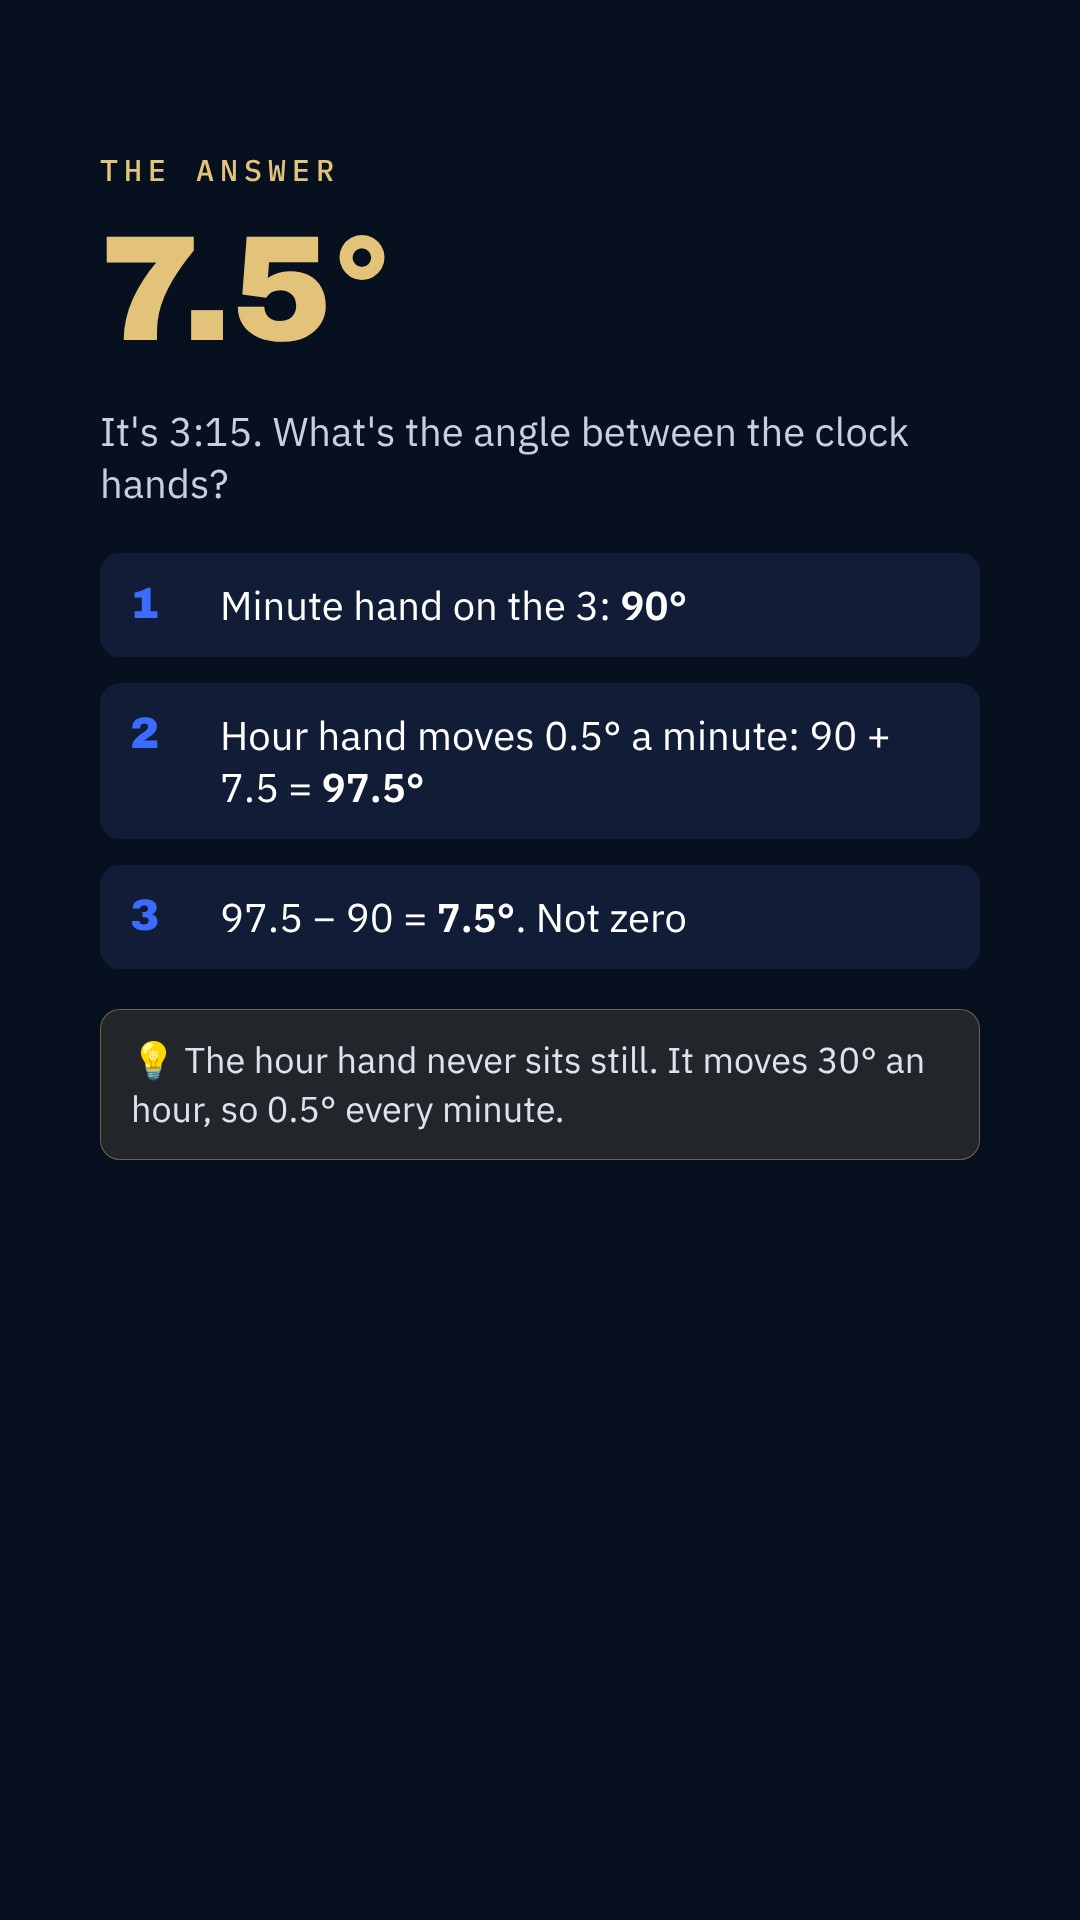 THE ANSWER
7.5°
It's 3:15. What's the angle between the clock
hands?
1 Minute hand on the 3: 90°
2 Hour hand moves 0.5° a minute: 90 +
7.5 = 97.5°
3 97.5 – 90 = 7.5°. Not zero
💡 The hour hand never sits still. It moves 30° an
hour, so 0.5° every minute.